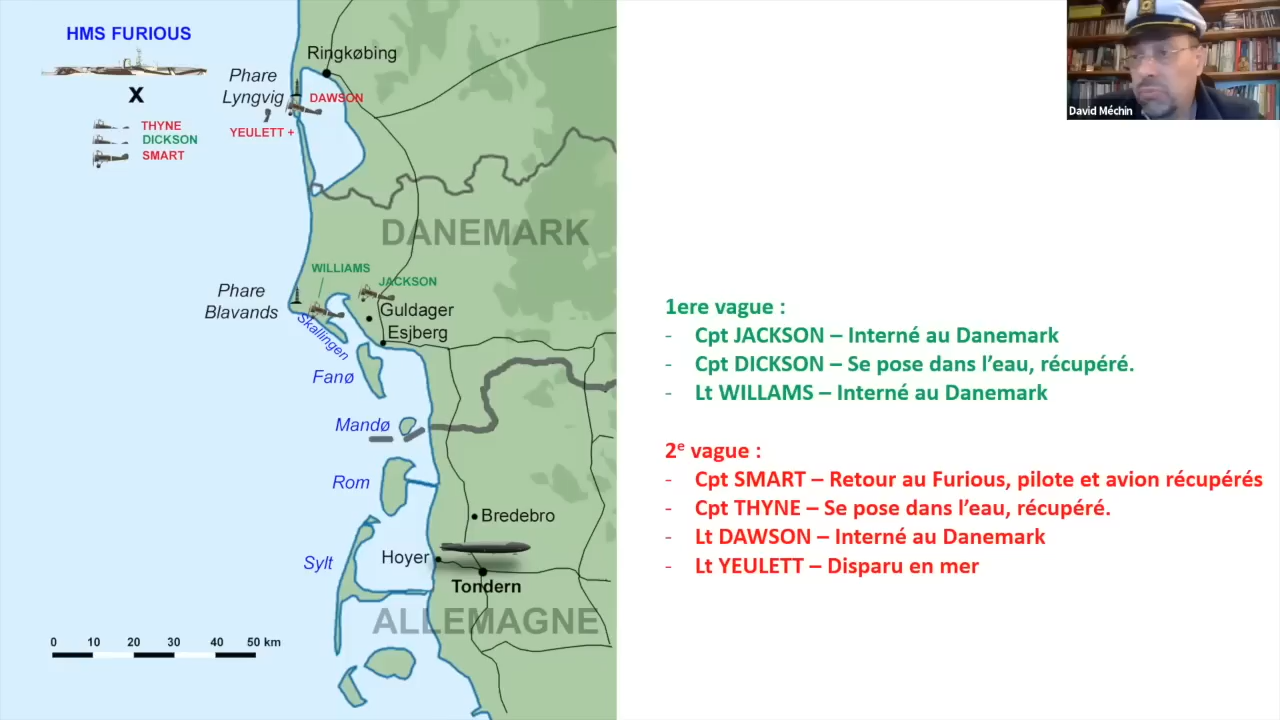 HMS FURIOUS
X
THYNE
DICKSON
SMART
Ringkøbing
Phare
Lyngvig
DAWSON
YEULETT +
DANEMARK
WILLIAMS
JACKSON
Phare
Blavands
Guldager
Esjberg
Skallingen
Fanø
Mandø
Rom
Bredebro
Sylt
Hoyer
Tondern
ALLEMAGNE
0 10 20 30 40 50 km
David Méchin
1ere vague :
- Cpt JACKSON – Interné au Danemark
- Cpt DICKSON – Se pose dans l’eau, récupéré.
- Lt WILLAMS – Interné au Danemark
2e vague :
- Cpt SMART – Retour au Furious, pilote et avion récupérés
- Cpt THYNE – Se pose dans l’eau, récupéré.
- Lt DAWSON – Interné au Danemark
- Lt YEULETT – Disparu en mer